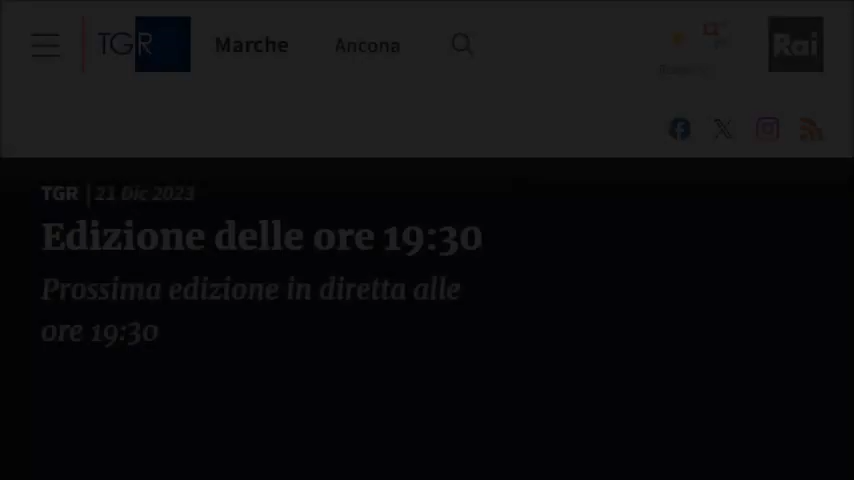 TGR
Marche
Ancona
Rai
TGR | 21 Dic 2023
Edizione delle ore 19:30
Prossima edizione in diretta alle
ore 19:30